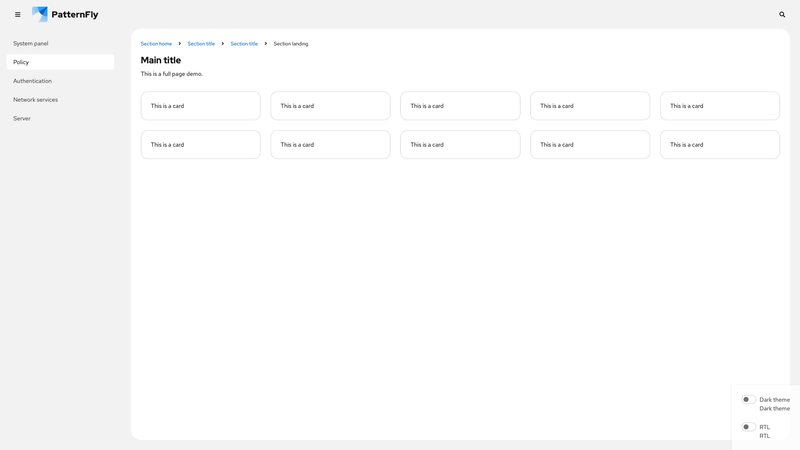 PatternFly
System panel
Policy
Authentication
Network services
Server
Section home
Section title
Section title
Section landing
Main title
This is a full page demo.
This is a card
This is a card
This is a card
This is a card
This is a card
This is a card
This is a card
This is a card
This is a card
This is a card
Dark theme
Dark theme
RTL
RTL